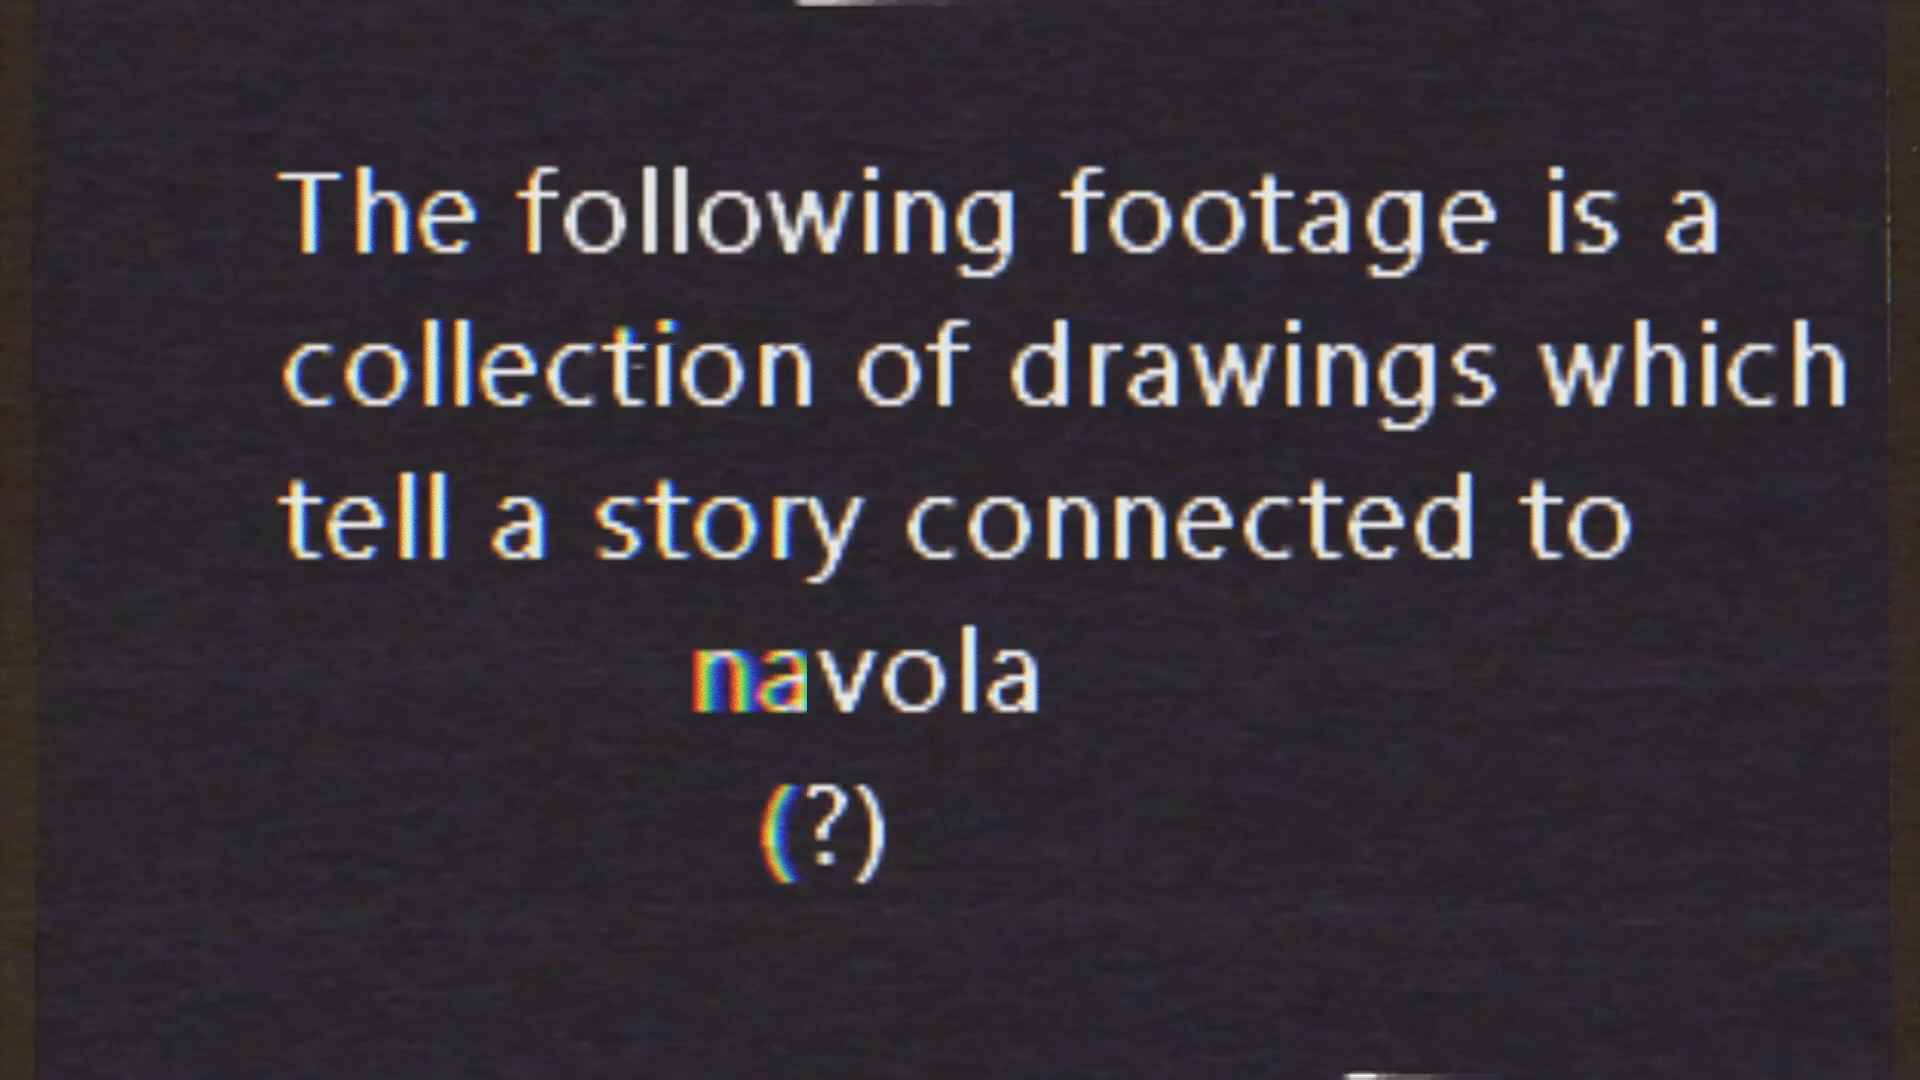 The following footage is a
collection of drawings which
tell a story connected to
navola
(?)